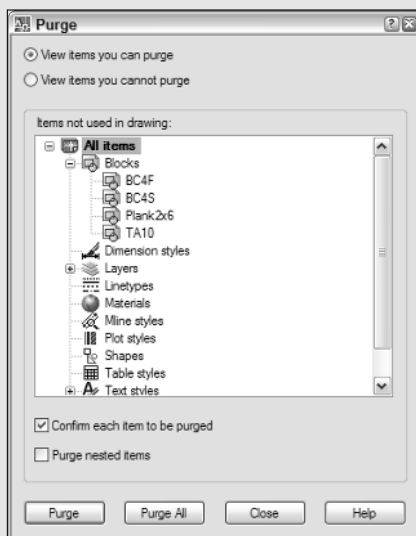 Purge
View items you can purge
View items you cannot purge
Items not used in drawing:
All items
Blocks
BC4F
BC4S
Plank2x6
TA10
Dimension styles
Layers
Linetypes
Materials
Mline styles
Plot styles
Shapes
Table styles
Text styles
Confirm each item to be purged
Purge nested items
Purge Purge All Close Help